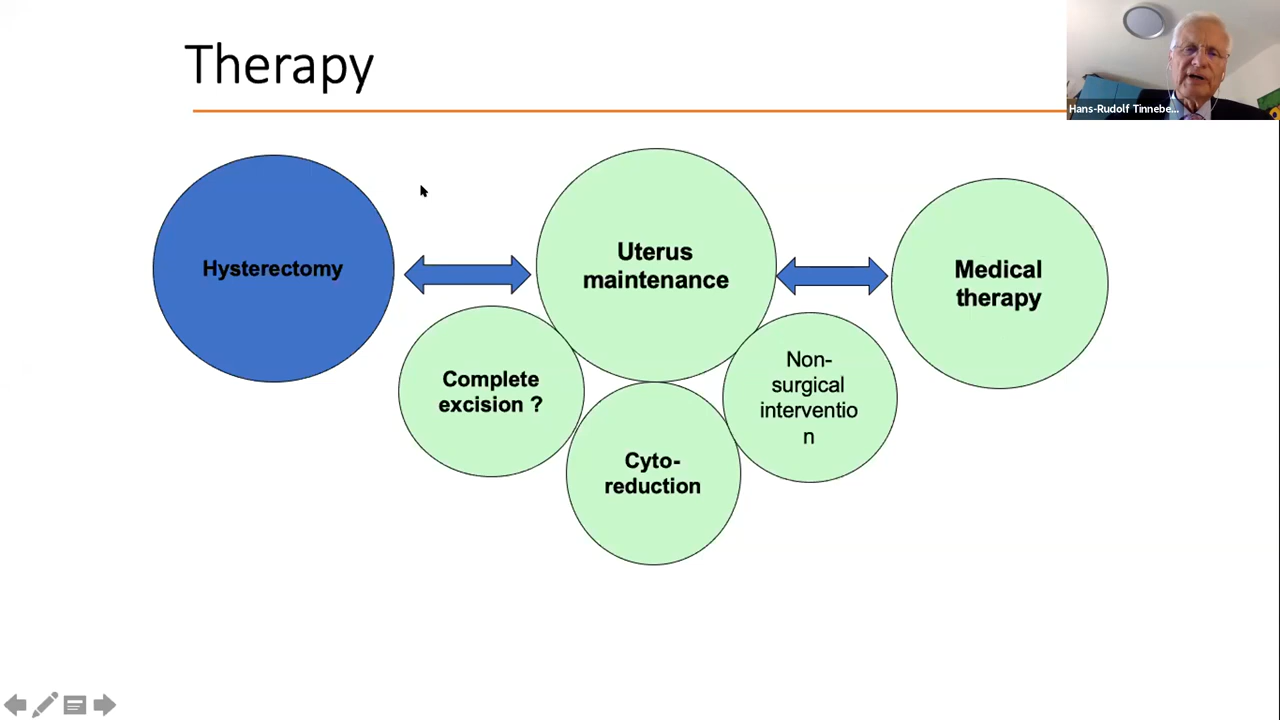 Therapy
Hans-Rudolf Tinnebe...
Hysterectomy
Uterus
maintenance
Medical
therapy
Complete
excision ?
Cyto-
reduction
Non-
surgical
interventio
n